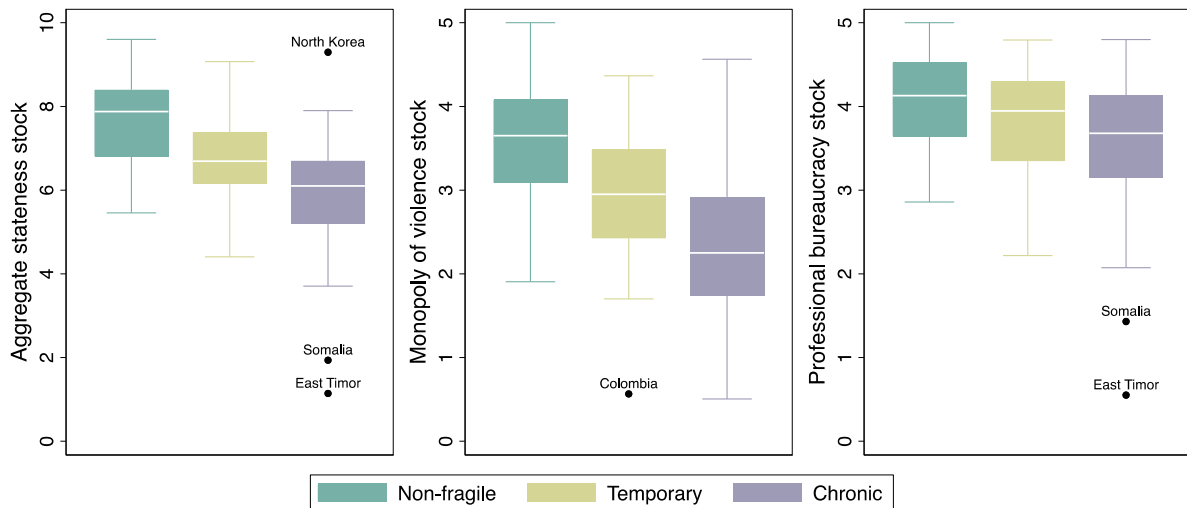 Aggregate stateness stock
10
8
6
4
2
0
North Korea
Somalia
East Timor
Monopoly of violence stock
5
4
3
2
1
0
Colombia
Professional bureaucracy stock
5
4
3
2
1
0
Somalia
East Timor
Non-fragile Temporary Chronic